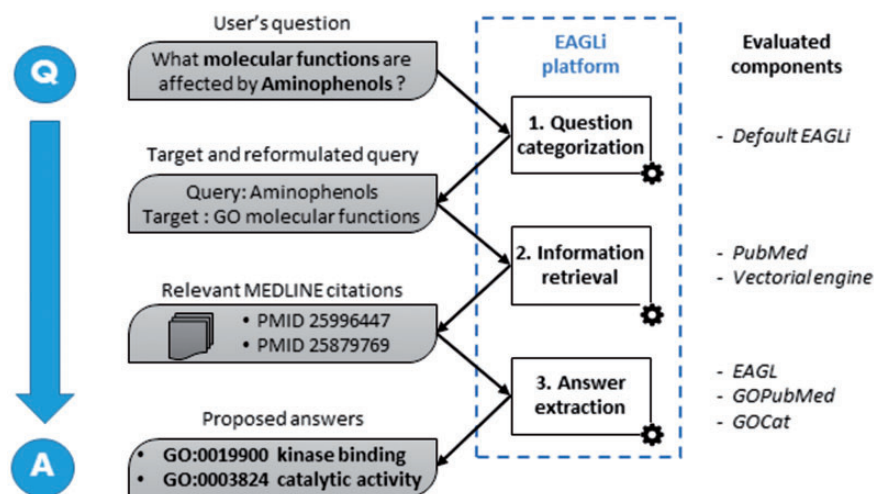 User's question
Q
What molecular functions are
affected by Aminophenols ?
Target and reformulated query
Query: Aminophenols
Target : GO molecular functions
Relevant MEDLINE citations
• PMID 25996447
• PMID 25879769
Proposed answers
A
• GO:0019900 kinase binding
• GO:0003824 catalytic activity
EAGLi
platform
1. Question
categorization
2. Information
retrieval
3. Answer
extraction
Evaluated
components
- Default EAGLi
- PubMed
- Vectorial engine
- EAGL
- GOPubMed
- GOCat